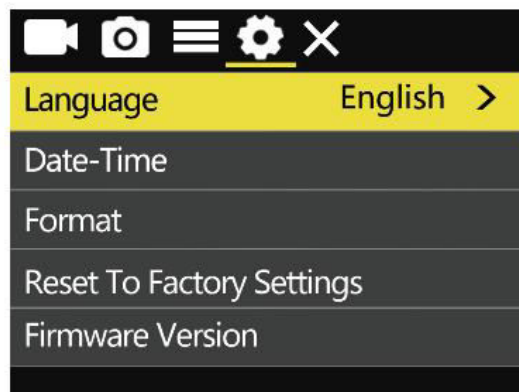 Language English >
Date-Time
Format
Reset To Factory Settings
Firmware Version